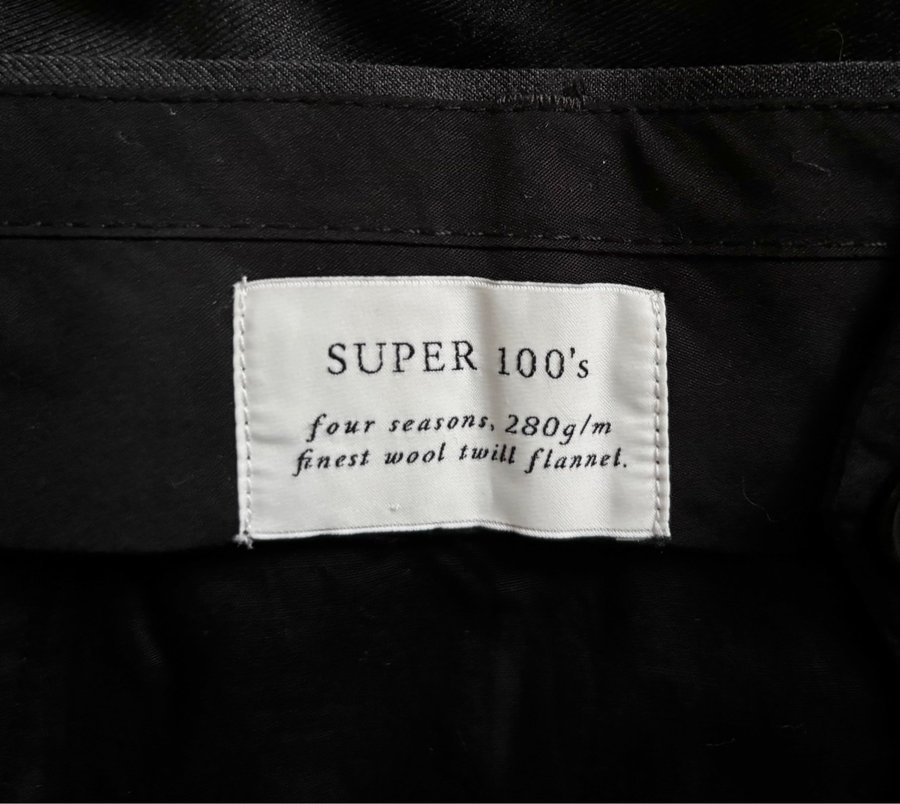 SUPER 100's
four seasons, 280g/m
finest wool twill flannel.